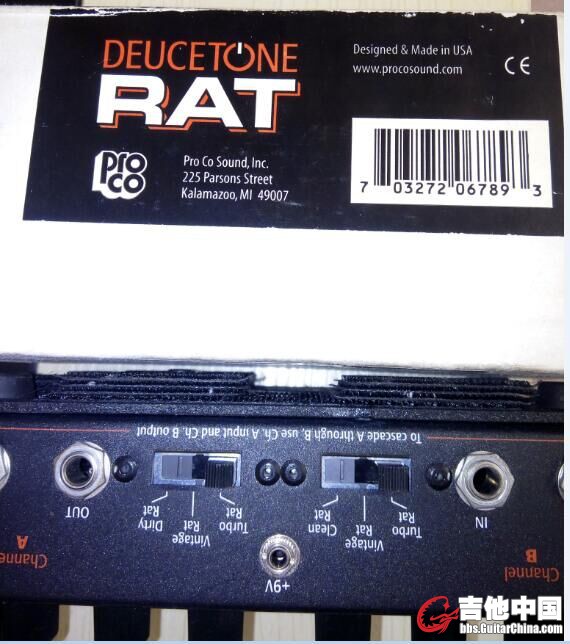 DEUCETONE
RAT
Designed & Made in USA
www.procosound.com
CE
pro
co
Pro Co Sound, Inc.
225 Parsons Street
Kalamazoo, MI 49007
7 03272 06789 3
To cascade A through B, use Ch. A input and Ch. B output
OUT
Dirty Rat
Vintage Rat
Turbo Rat
Clean Rat
Vintage Rat
Turbo Rat
IN
Channel A
+9V
Channel B
吉他中国
bbs.GuitarChina.com